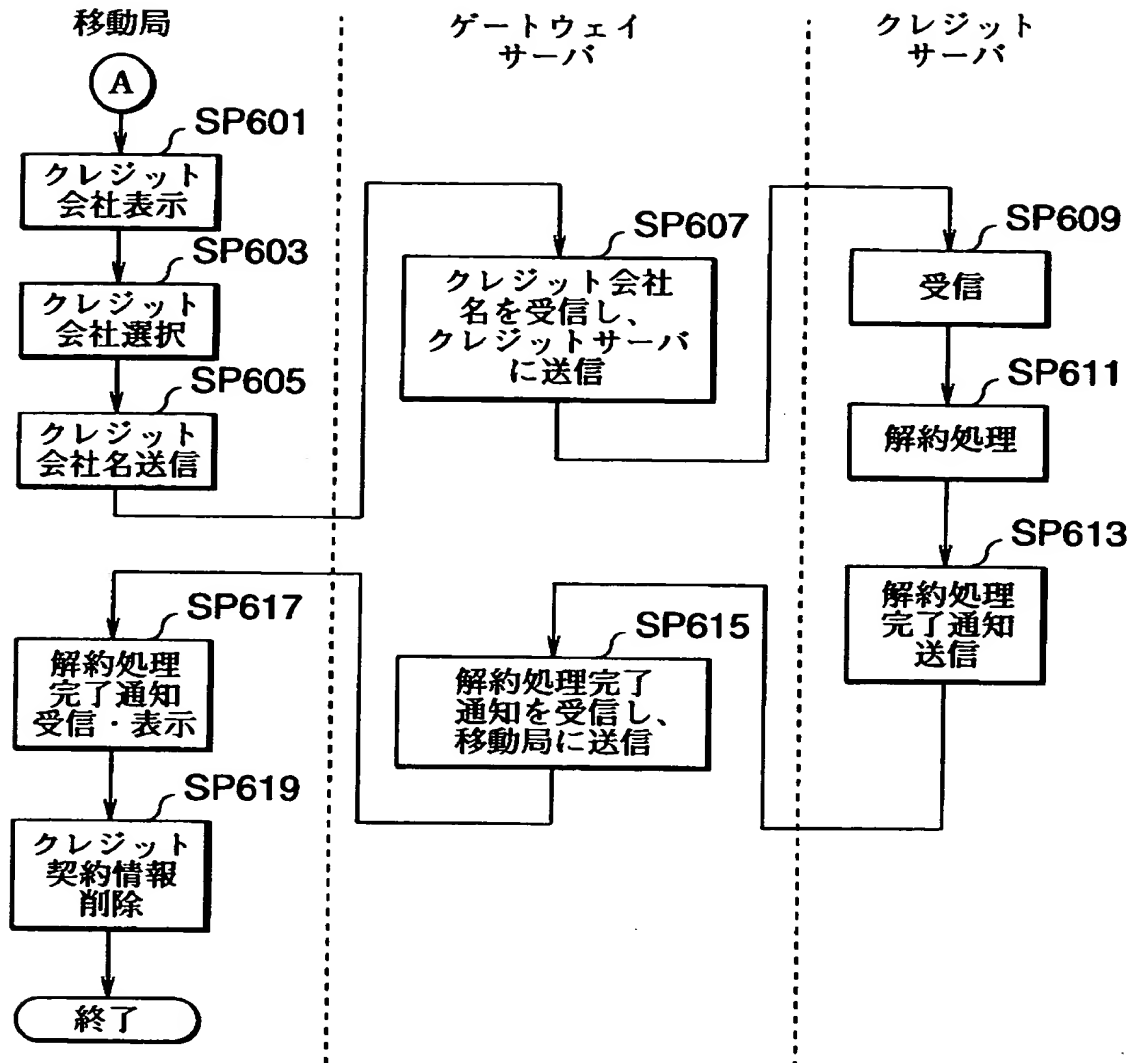 移動局
A
SP601
クレジット
会社表示
SP603
クレジット
会社選択
SP605
クレジット
会社名送信
ゲートウェイ
サーバ
SP607
クレジット会社
名を受信し、
クレジットサーバ
に送信
クレジット
サーバ
SP609
受信
SP611
解約処理
SP613
解約処理
完了通知
送信
SP615
解約処理完了
通知を受信し、
移動局に送信
SP617
解約処理
完了通知
受信・表示
SP619
クレジット
契約情報
削除
終了